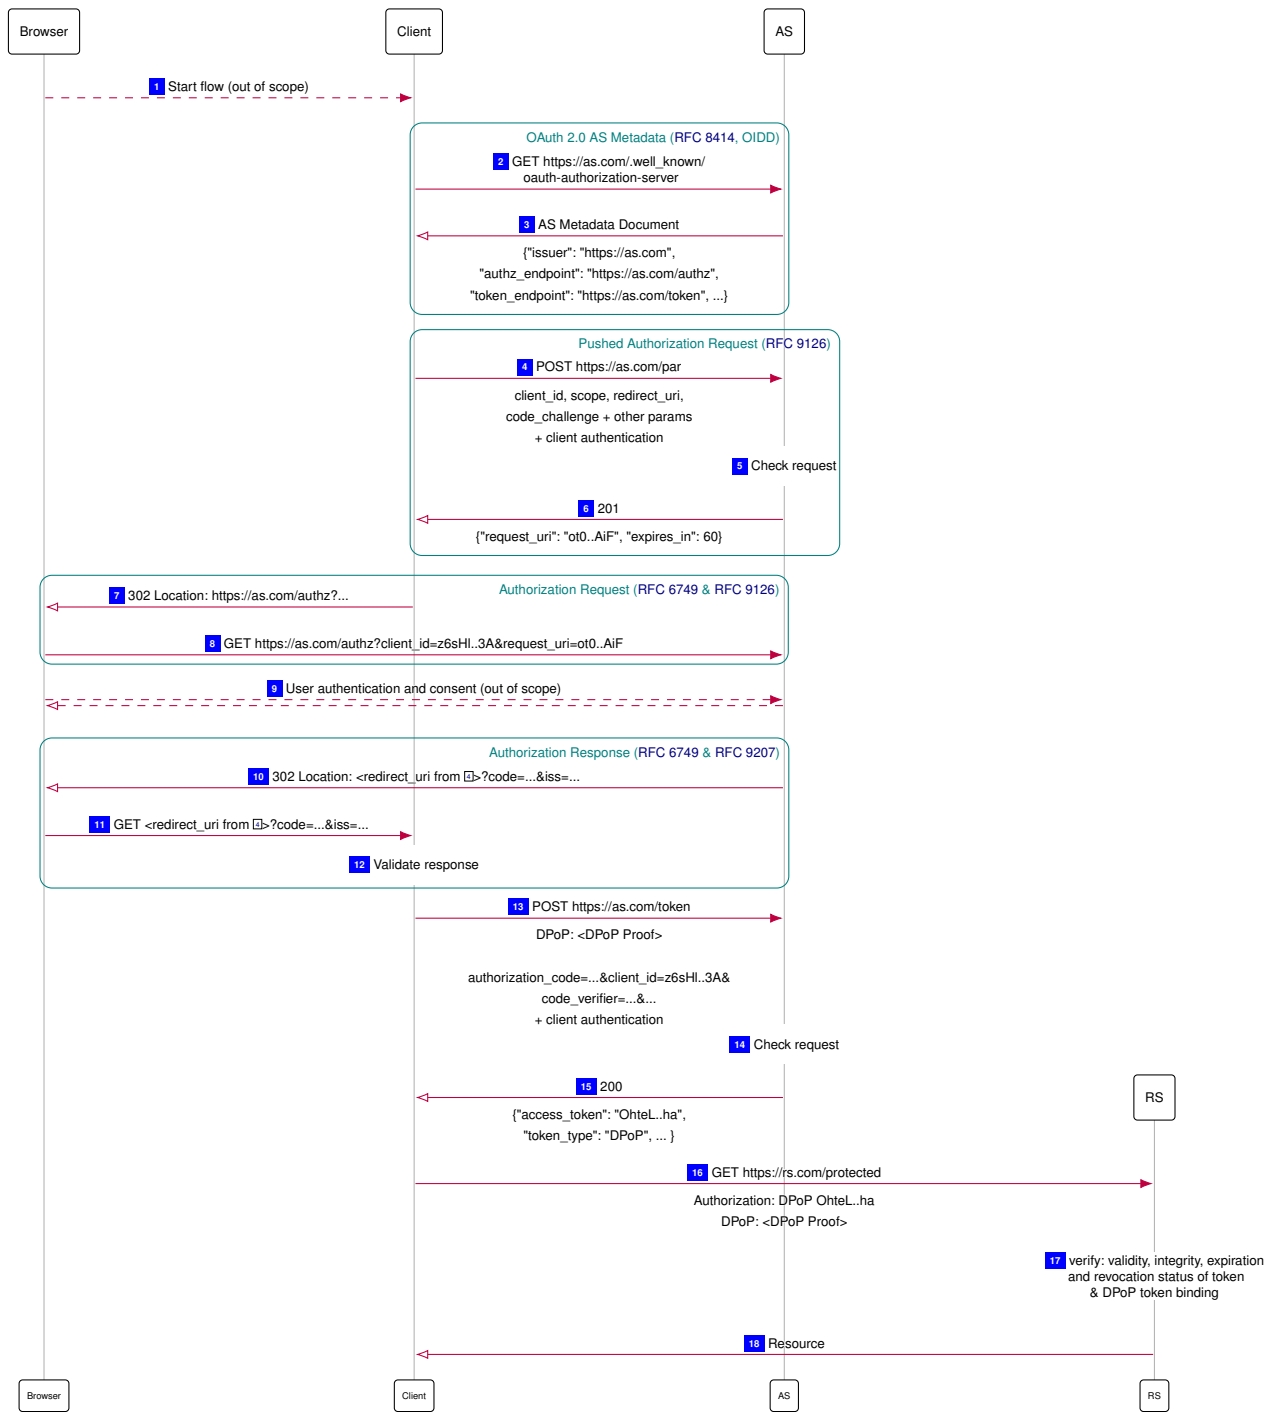 Browser
Client
AS
1 Start flow (out of scope)
OAuth 2.0 AS Metadata (RFC 8414, OIDD)
2 GET https://as.com/.well_known/
oauth-authorization-server
3 AS Metadata Document
{"issuer": "https://as.com",
"authz_endpoint": "https://as.com/authz",
"token_endpoint": "https://as.com/token", ...}
Pushed Authorization Request (RFC 9126)
4 POST https://as.com/par
client_id, scope, redirect_uri,
code_challenge + other params
+ client authentication
5 Check request
6 201
{"request_uri": "ot0..AiF", "expires_in": 60}
Authorization Request (RFC 6749 & RFC 9126)
7 302 Location: https://as.com/authz?...
8 GET https://as.com/authz?client_id=z6sHl..3A&request_uri=ot0..AiF
9 User authentication and consent (out of scope)
Authorization Response (RFC 6749 & RFC 9207)
10 302 Location: <redirect_uri from 4>?code=...&iss=...
11 GET <redirect_uri from 4>?code=...&iss=...
12 Validate response
13 POST https://as.com/token
DPoP: <DPoP Proof>
authorization_code=...&client_id=z6sHl..3A&
code_verifier=...&...
+ client authentication
14 Check request
15 200
{"access_token": "OhteL..ha",
"token_type": "DPoP", ... }
RS
16 GET https://rs.com/protected
Authorization: DPoP OhteL..ha
DPoP: <DPoP Proof>
17 verify: validity, integrity, expiration
and revocation status of token
& DPoP token binding
18 Resource
Browser
Client
AS
RS